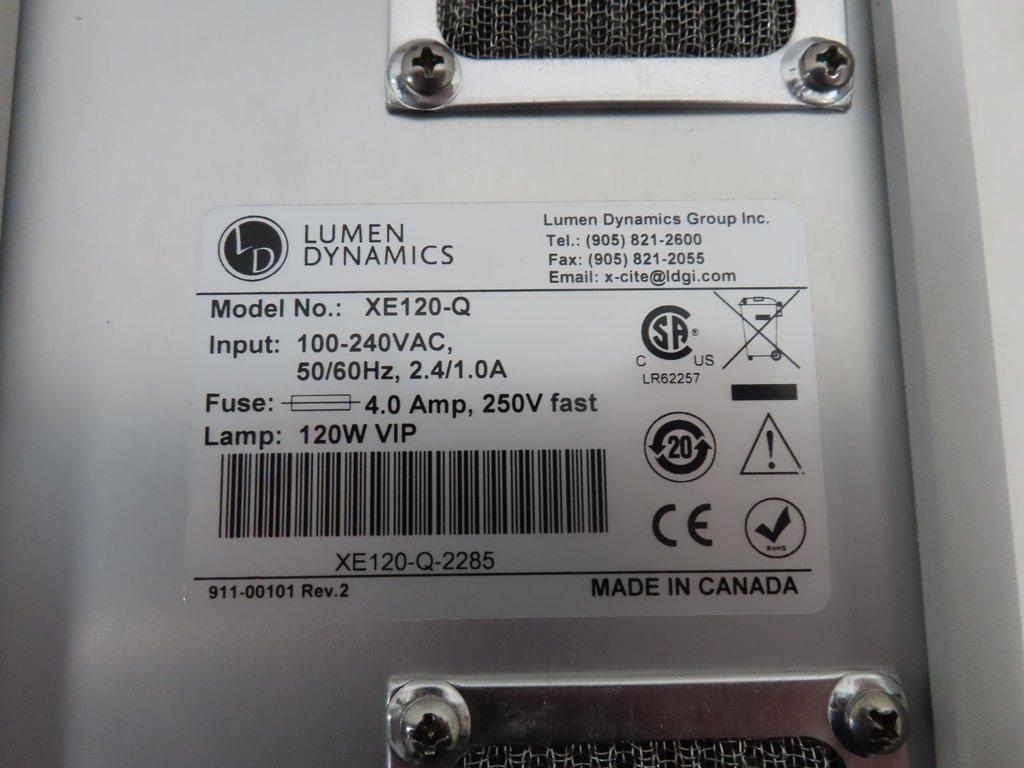 LD
LUMEN
DYNAMICS
Lumen Dynamics Group Inc.
Tel.: (905) 821-2600
Fax: (905) 821-2055
Email: x-cite@ldgi.com
Model No.: XE120-Q
Input: 100-240VAC,
50/60Hz, 2.4/1.0A
Fuse: 4.0 Amp, 250V fast
Lamp: 120W VIP
XE120-Q-2285
911-00101 Rev.2
C SA ® US
LR62257
20
CE
RoHS
MADE IN CANADA